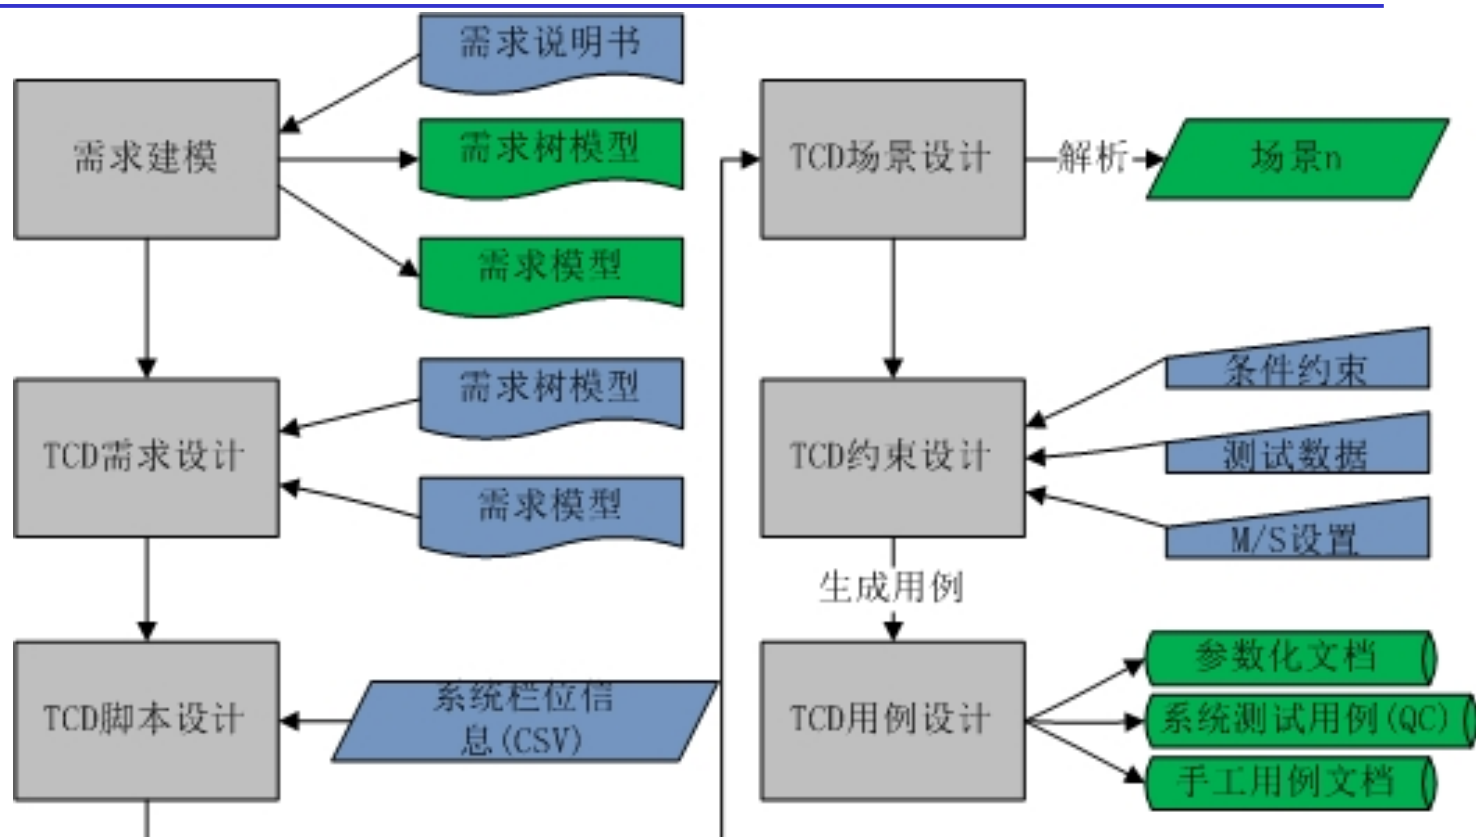 需求说明书
需求建模
需求树模型
需求模型
TCD需求设计
需求树模型
需求模型
TCD脚本设计
系统栏位信
息(CSV)
TCD场景设计
解析
场景n
TCD约束设计
条件约束
测试数据
M/S设置
生成用例
TCD用例设计
参数化文档
系统测试用例(QC)
手工用例文档